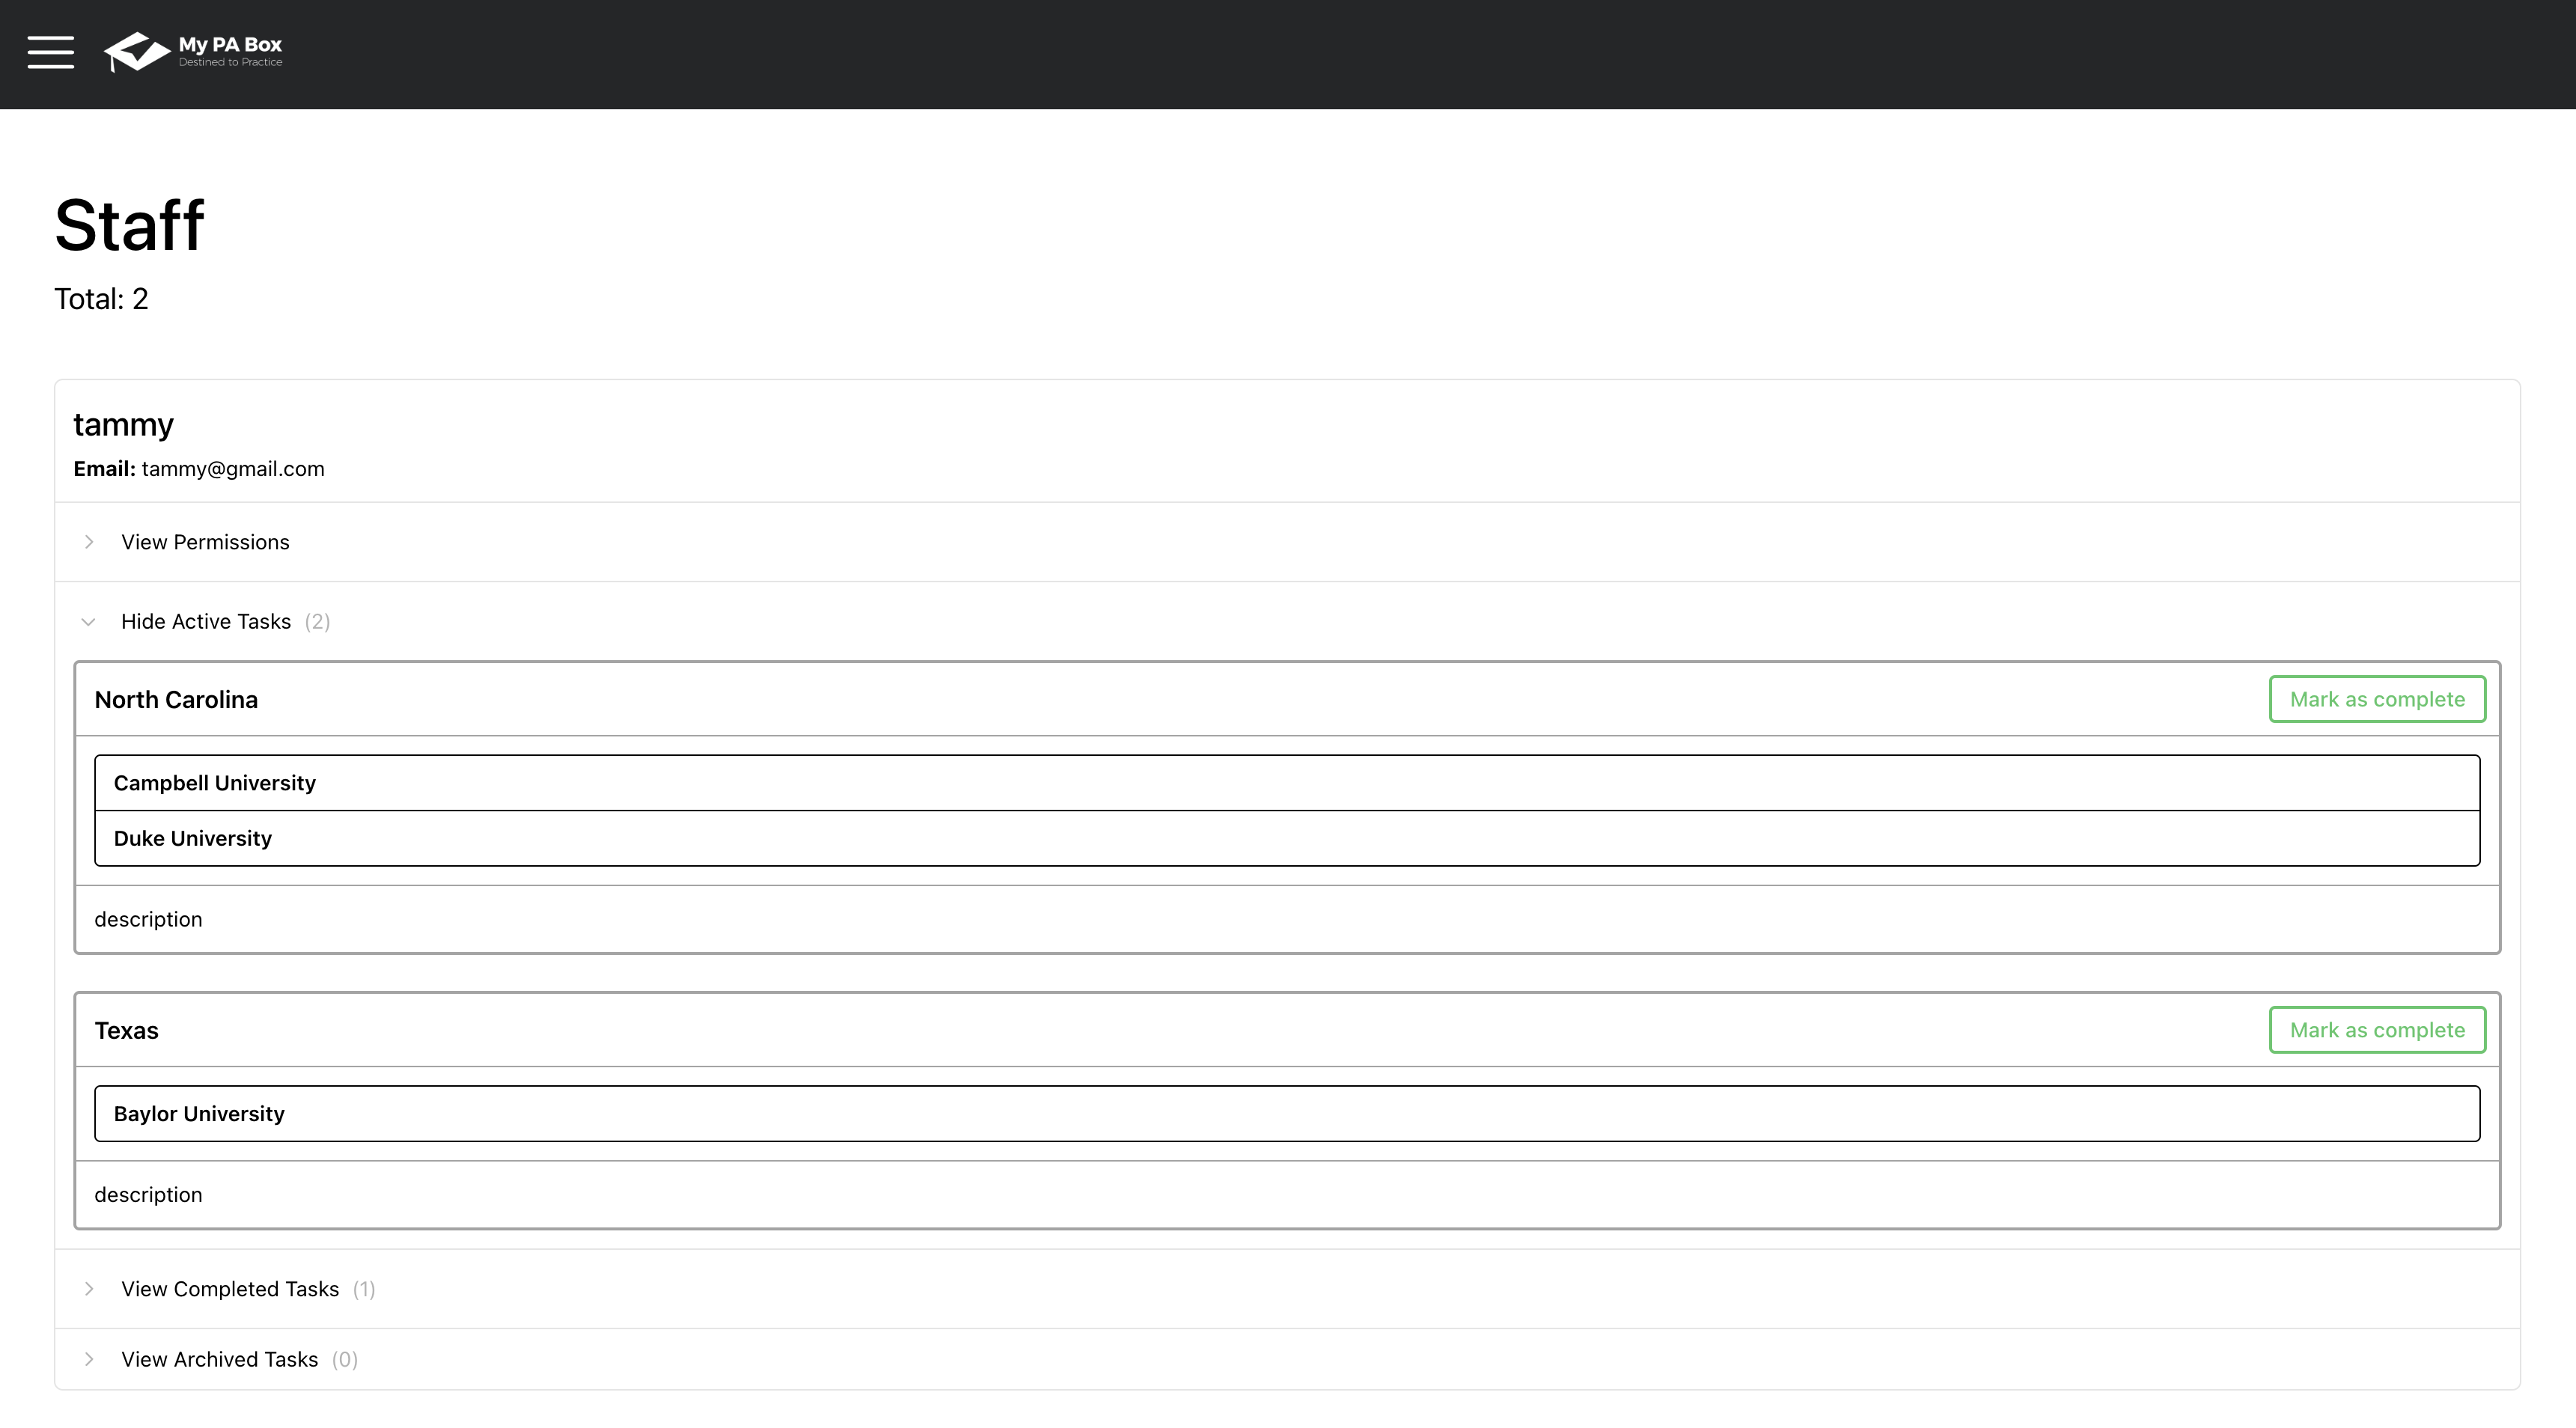 My PA Box
Destined to Practice
Staff
Total: 2
tammy
Email: tammy@gmail.com
View Permissions
Hide Active Tasks (2)
North Carolina
Mark as complete
Campbell University
Duke University
description
Texas
Mark as complete
Baylor University
description
View Completed Tasks (1)
View Archived Tasks (0)